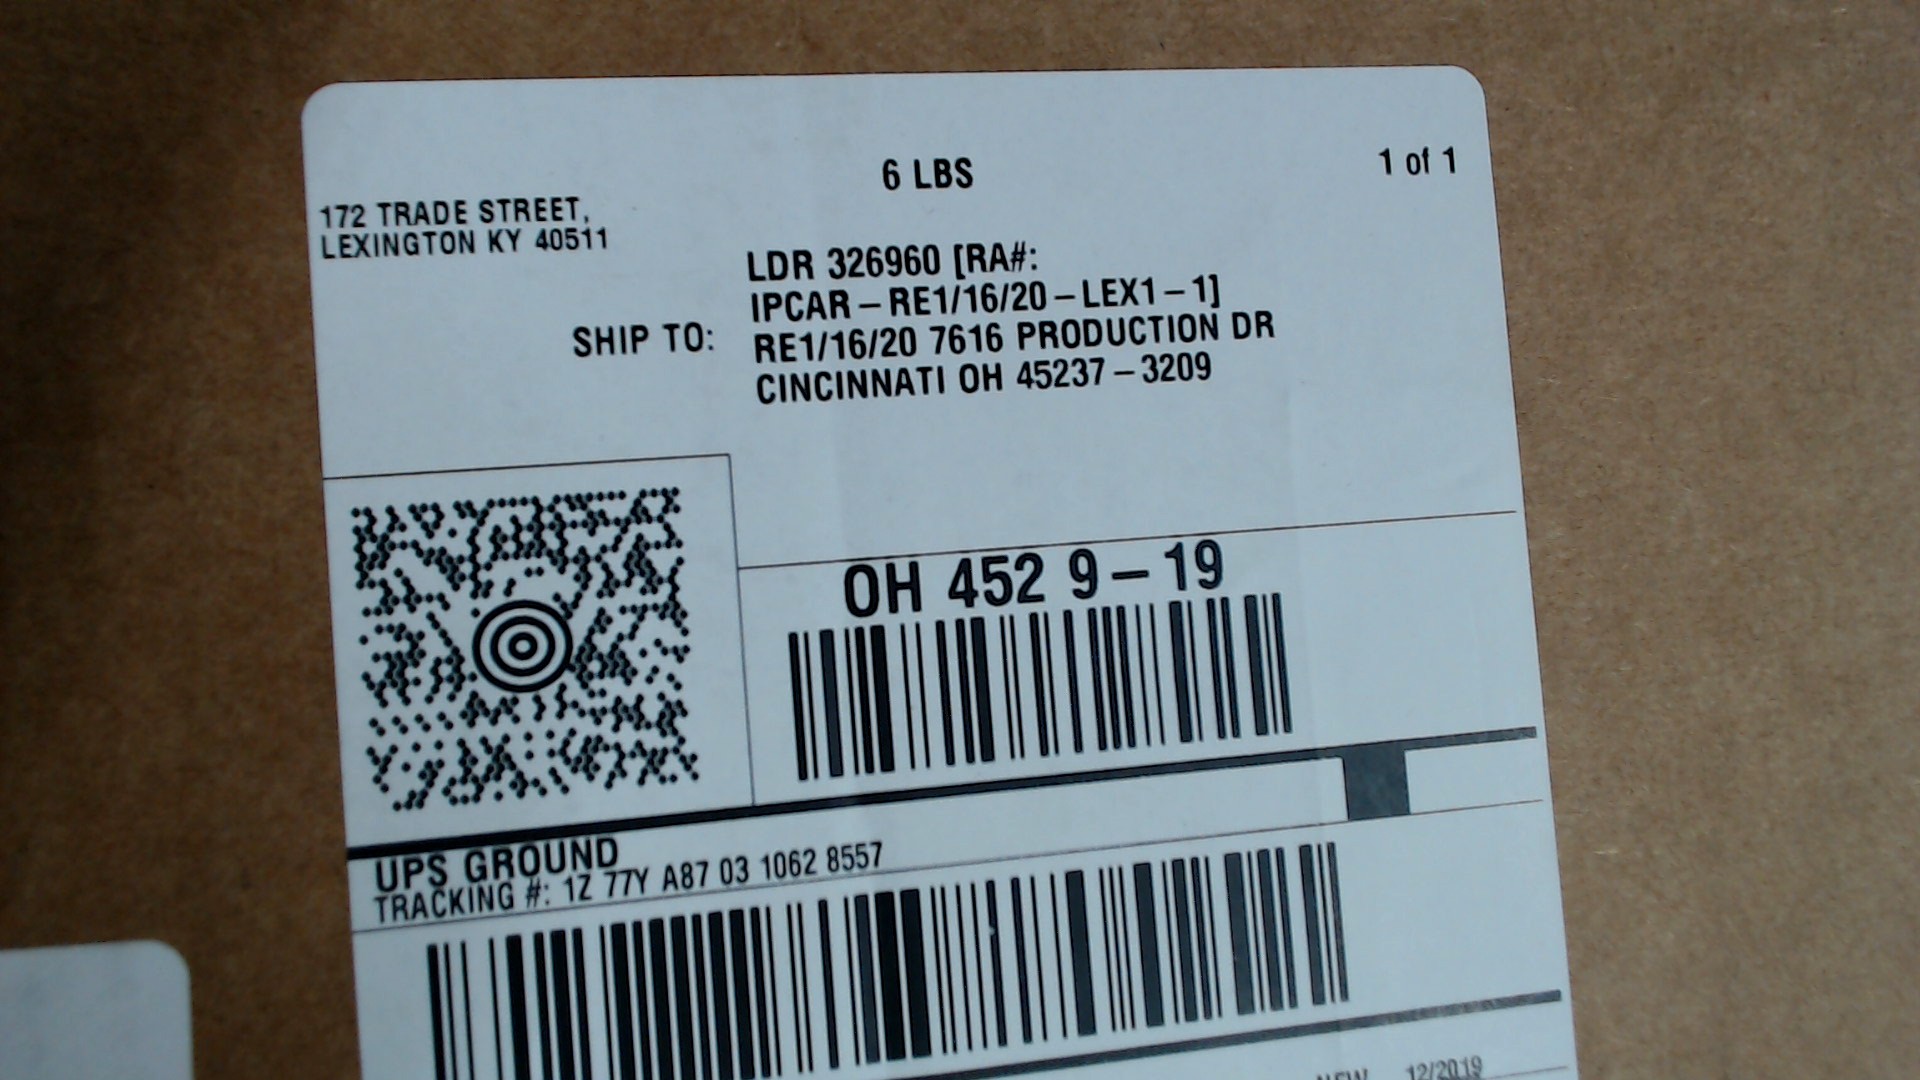 6 LBS
1 of 1
172 TRADE STREET,
LEXINGTON KY 40511
SHIP TO:
LDR 326960 [RA#:
IPCAR – RE1/16/20 – LEX1 – 1]
RE1/16/20 7616 PRODUCTION DR
CINCINNATI OH 45237 – 3209
OH 452 9 – 19
UPS GROUND
TRACKING #: 1Z 77Y A87 03 1062 8557
12/2019